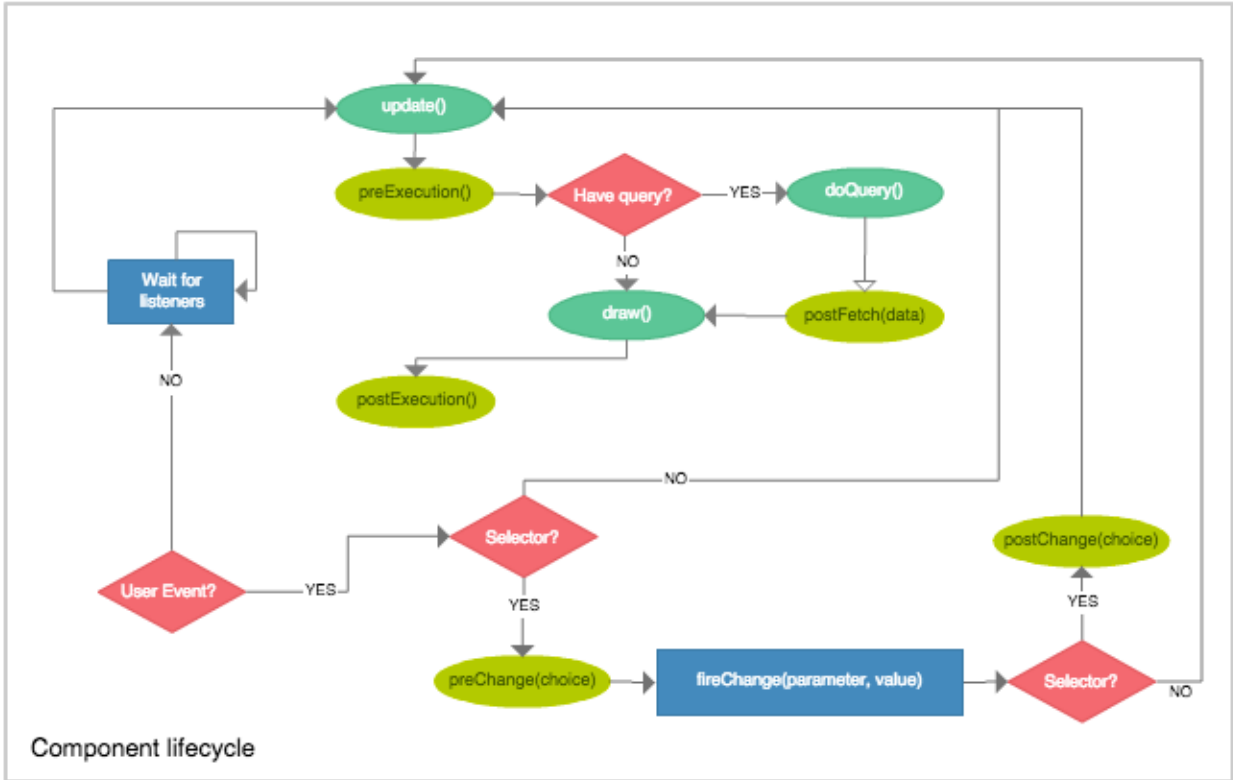 update()
preExecution()
Have query?
YES
doQuery()
NO
Wait for
listeners
draw()
postFetch(data)
NO
postExecution()
NO
Selector?
postChange(choice)
User Event?
YES
YES
YES
preChange(choice)
fireChange(parameter, value)
Selector?
NO
Component lifecycle